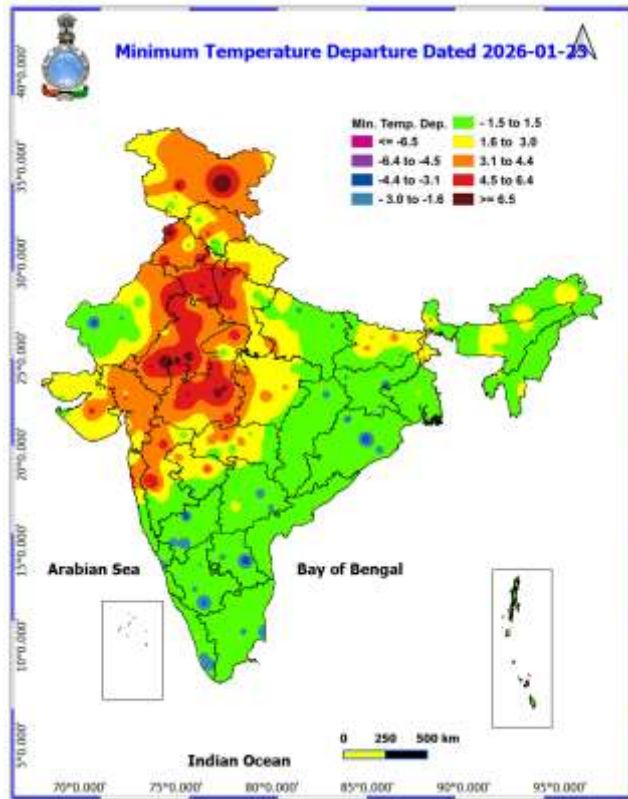 Minimum Temperature Departure Dated 2026-01-23
Min. Temp. Dep.
<= -6.5
-6.4 to -4.5
-4.4 to -3.1
- 3.0 to -1.6
- 1.5 to 1.5
1.6 to 3.0
3.1 to 4.4
4.5 to 6.4
>= 6.5
40°0.000'
35°0.000'
30°0.000'
25°0.000'
20°0.000'
15°0.000'
10°0.000'
5°0.000'
Arabian Sea
Bay of Bengal
0 250 500 km
Indian Ocean
70°0.000' 75°0.000' 80°0.000' 85°0.000' 90°0.000' 95°0.000'